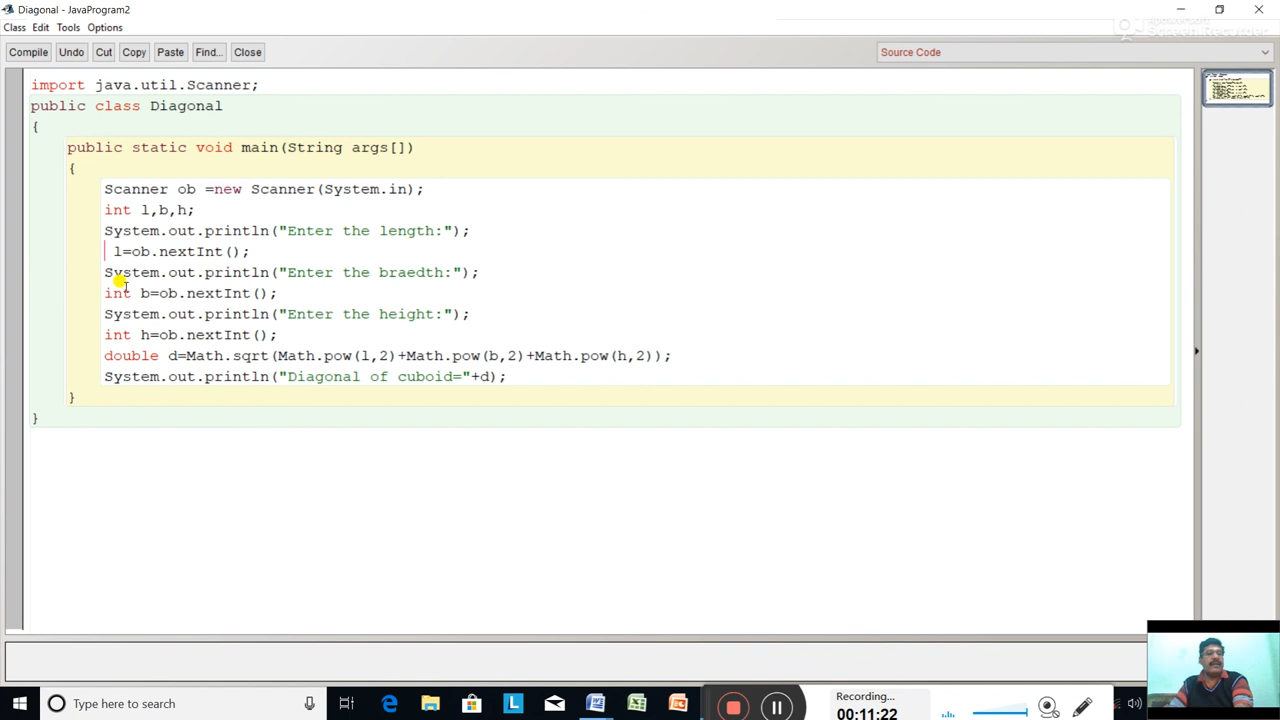 Diagonal - JavaProgram2
Class Edit Tools Options
Compile Undo Cut Copy Paste Find... Close
Source Code
import java.util.Scanner;
public class Diagonal
{
public static void main(String args[])
{
Scanner ob =new Scanner(System.in);
int l,b,h;
System.out.println("Enter the length:");
l=ob.nextInt();
System.out.println("Enter the braedth:");
int b=ob.nextInt();
System.out.println("Enter the height:");
int h=ob.nextInt();
double d=Math.sqrt(Math.pow(l,2)+Math.pow(b,2)+Math.pow(h,2));
System.out.println("Diagonal of cuboid="+d);
}
}
Type here to search
Recording...
00:11:22